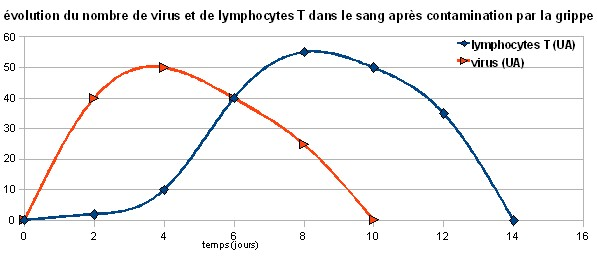 évolution du nombre de virus et de lymphocytes T dans le sang après contamination par la grippe
60
lymphocytes T (UA)
virus (UA)
50
40
30
20
10
0
0 2 4 6 8 10 12 14 16
temps(jours)